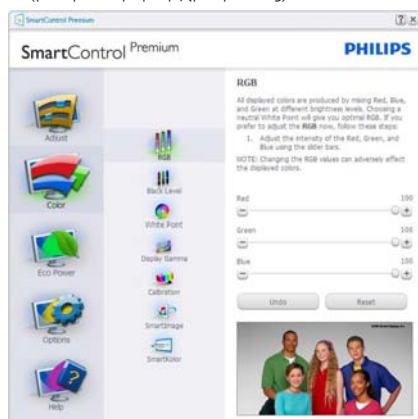 SmartControl Premium
SmartControl Premium
PHILIPS
Adjust
Color
Eco Power
Options
Help
RGB
Black Level
White Point
Display Gamma
Calibration
SmartImage
SmartKolor
RGB
All displayed colors are produced by mixing Red, Blue,
and Green at different brightness levels. Choosing a
neutral White Point will give you optimal RGB. If you
prefer to adjust the RGB now, follow these steps:
1. Adjust the intensity of the Red, Green, and
Blue using the slider bars.
NOTE: Changing the RGB values can adversely effect
the displayed colors.
Red 100
Green 100
Blue 100
Undo Reset